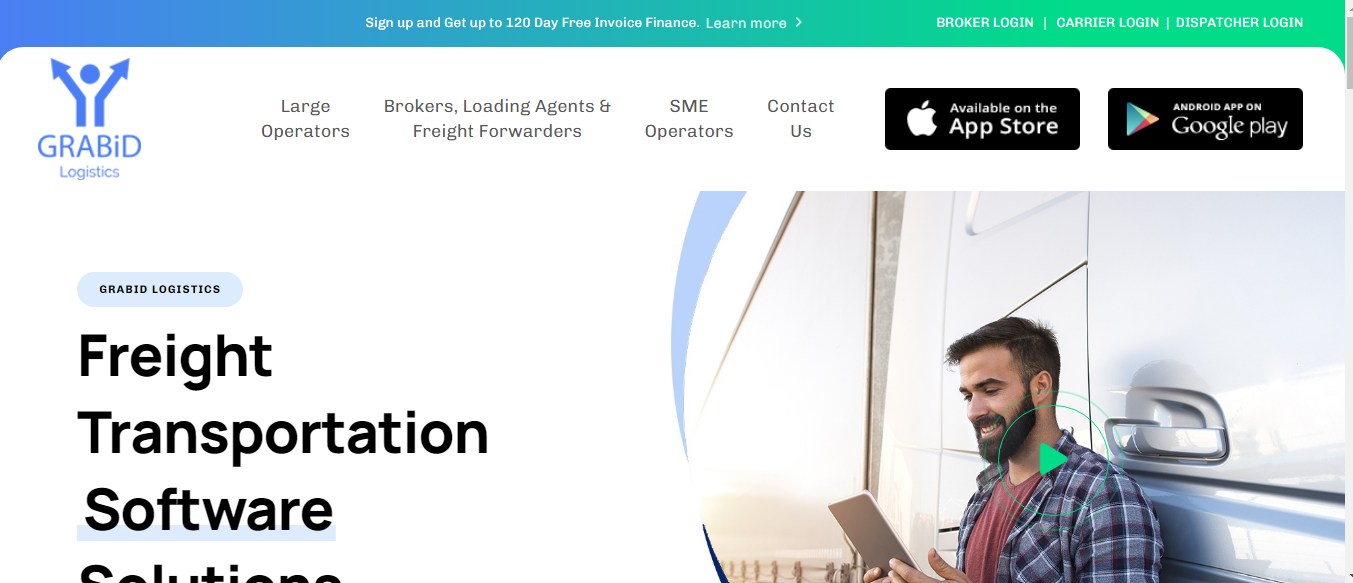 Sign up and Get up to 120 Day Free Invoice Finance. Learn more
BROKER LOGIN | CARRIER LOGIN | DISPATCHER LOGIN
GRABiD
Logistics
Large
Operators
Brokers, Loading Agents &
Freight Forwarders
SME
Operators
Contact
Us
Available on the
App Store
ANDROID APP ON
Google play
GRABID LOGISTICS
Freight
Transportation
Software
Solutions